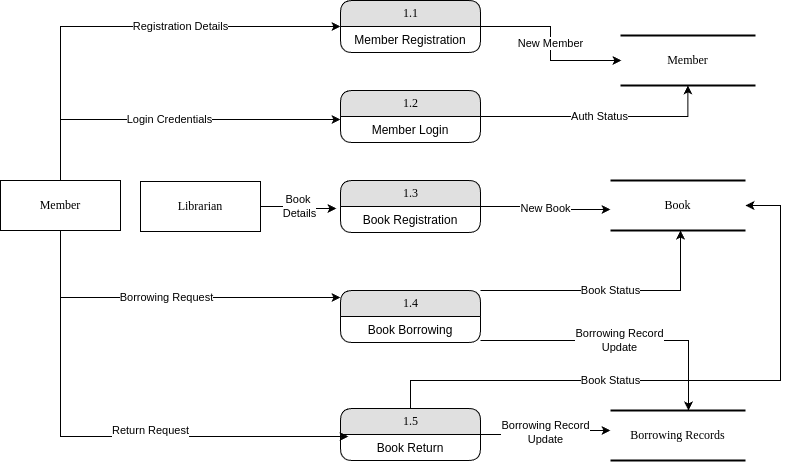 1.1
Registration Details
Member Registration
New Member
Member
1.2
Login Credentials
Member Login
Auth Status
Member
Librarian
Book
Details
1.3
Book Registration
New Book
Book
Borrowing Request
1.4
Book Borrowing
Book Status
Borrowing Record
Update
Book Status
Return Request
1.5
Book Return
Borrowing Record
Update
Borrowing Records